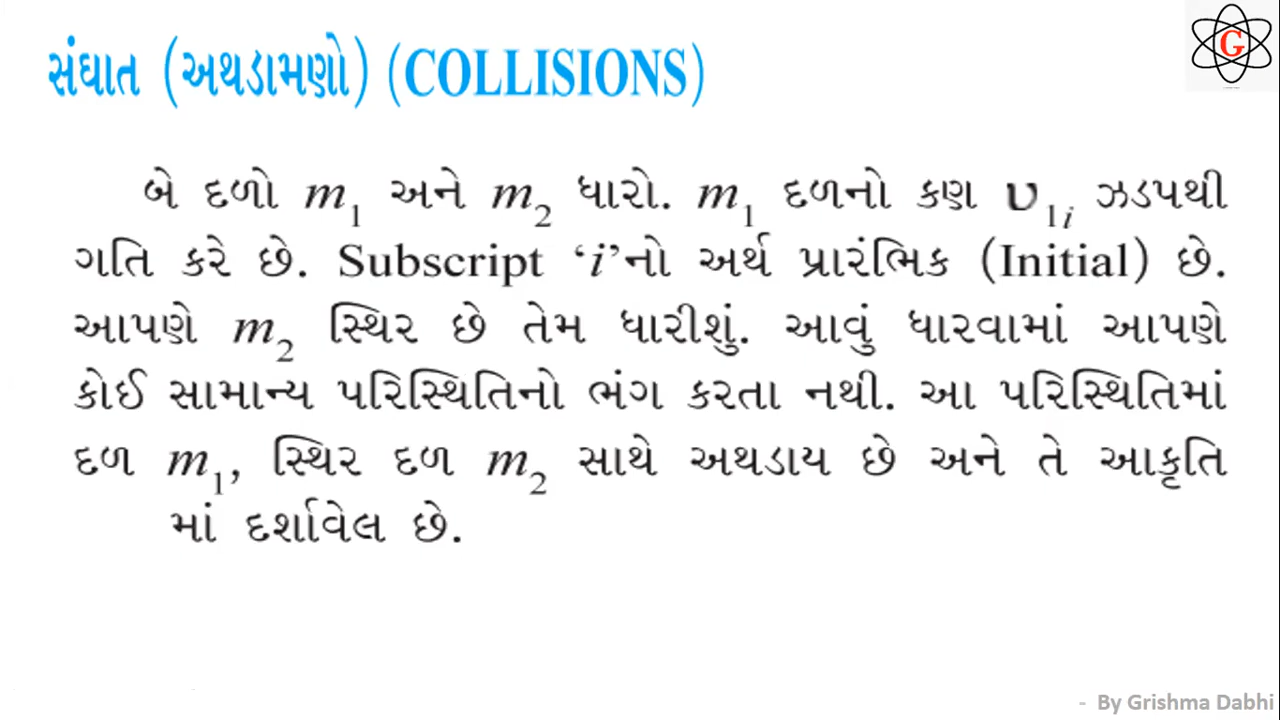 સંઘાત (અથડામણો) (COLLISIONS)
G
બે દળો m₁ અને m₂ ધારો. m₁ દળનો કણ υ₁ᵢ ઝડપથી
ગતિ કરે છે. Subscript ‘i’નો અર્થ પ્રારંભિક (Initial) છે.
આપણે m₂ સ્થિર છે તેમ ધારીશું. આવું ધારવામાં આપણે
કોઈ સામાન્ય પરિસ્થિતિનો ભંગ કરતા નથી. આ પરિસ્થિતિમાં
દળ m₁, સ્થિર દળ m₂ સાથે અથડાય છે અને તે આકૃતિ
માં દર્શાવેલ છે.
- By Grishma Dabhi